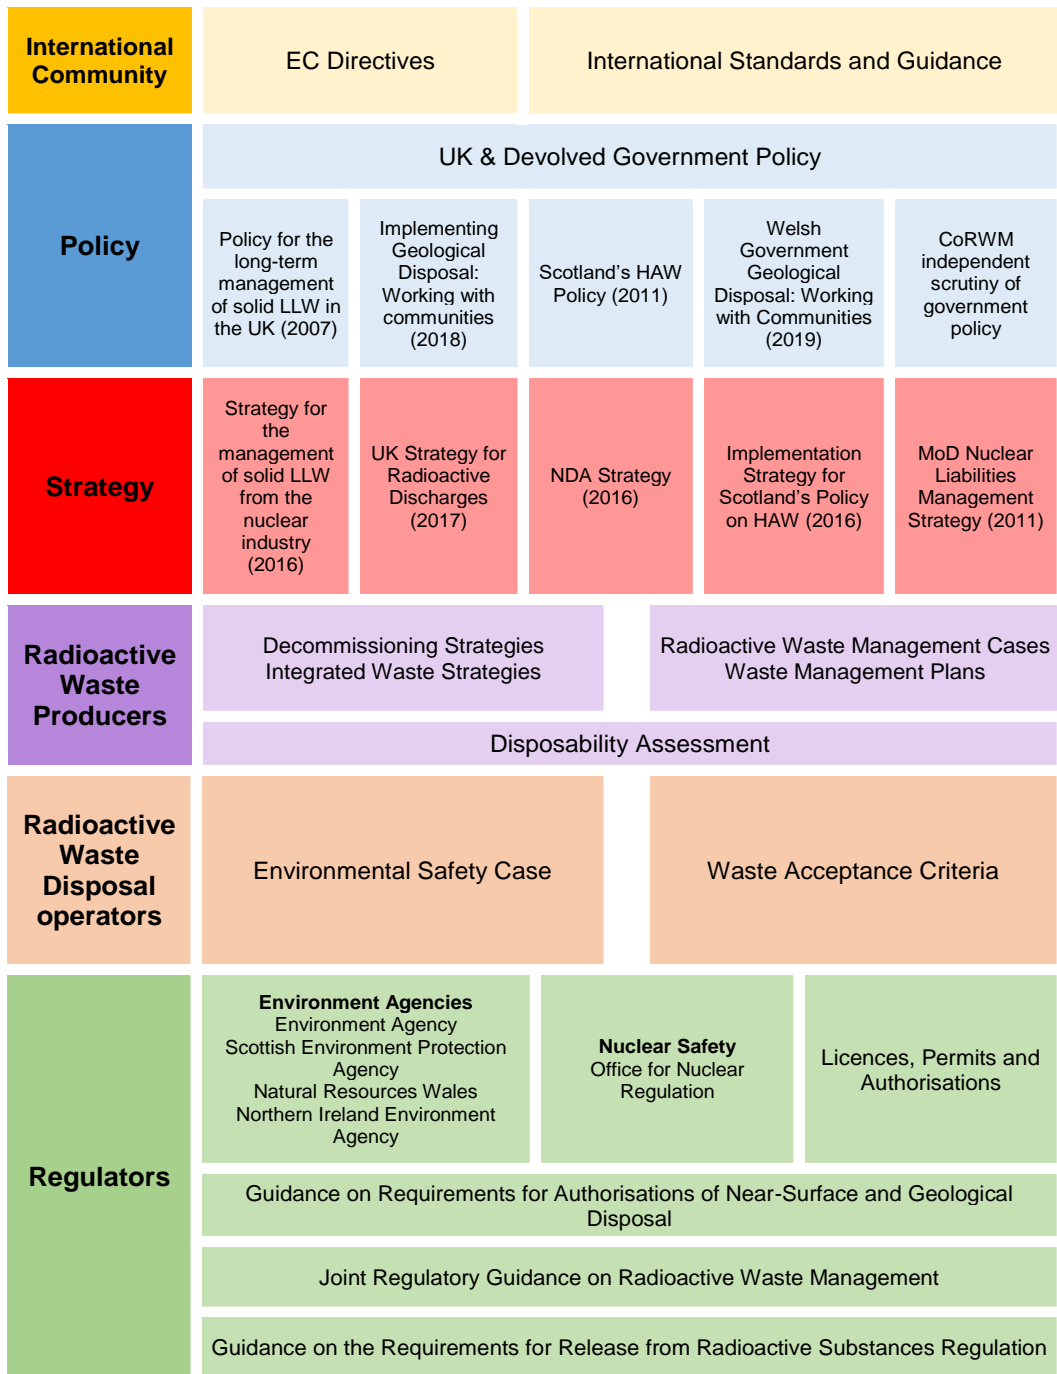 International
Community
EC Directives
International Standards and Guidance
Policy
UK & Devolved Government Policy
Policy for the
long-term
management
of solid LLW in
the UK (2007)
Implementing
Geological
Disposal:
Working with
communities
(2018)
Scotland's HAW
Policy (2011)
Welsh
Government
Geological
Disposal: Working
with Communities
(2019)
CoRWM
independent
scrutiny of
government
policy
Strategy
Strategy for
the
management
of solid LLW
from the
nuclear
industry
(2016)
UK Strategy for
Radioactive
Discharges
(2017)
NDA Strategy
(2016)
Implementation
Strategy for
Scotland's Policy
on HAW (2016)
MoD Nuclear
Liabilities
Management
Strategy (2011)
Radioactive
Waste
Producers
Decommissioning Strategies
Integrated Waste Strategies
Radioactive Waste Management Cases
Waste Management Plans
Disposability Assessment
Radioactive
Waste
Disposal
operators
Environmental Safety Case
Waste Acceptance Criteria
Regulators
Environment Agencies
Environment Agency
Scottish Environment Protection
Agency
Natural Resources Wales
Northern Ireland Environment
Agency
Nuclear Safety
Office for Nuclear
Regulation
Licences, Permits and
Authorisations
Guidance on Requirements for Authorisations of Near-Surface and Geological
Disposal
Joint Regulatory Guidance on Radioactive Waste Management
Guidance on the Requirements for Release from Radioactive Substances Regulation